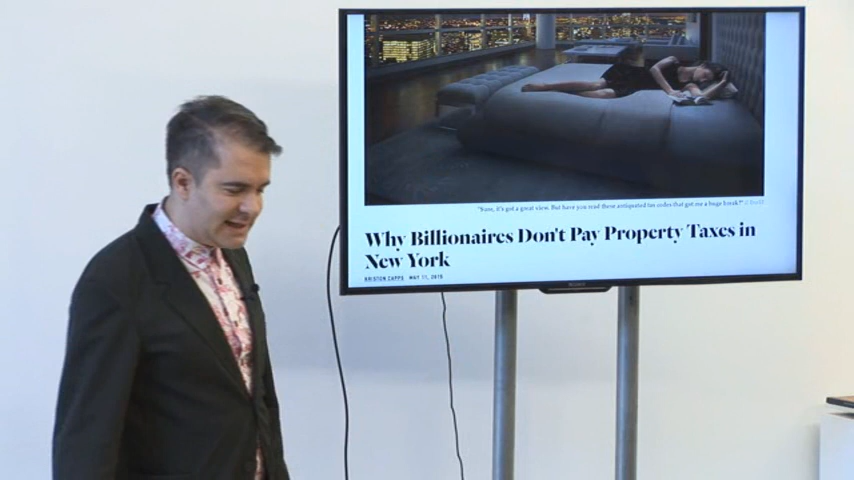 "Sure, it's got a great view. But have you read these antiquated tax codes that get me a huge break?"
Why Billionaires Don't Pay Property Taxes in
New York
KRISTON CAPPS MAY 11, 2015